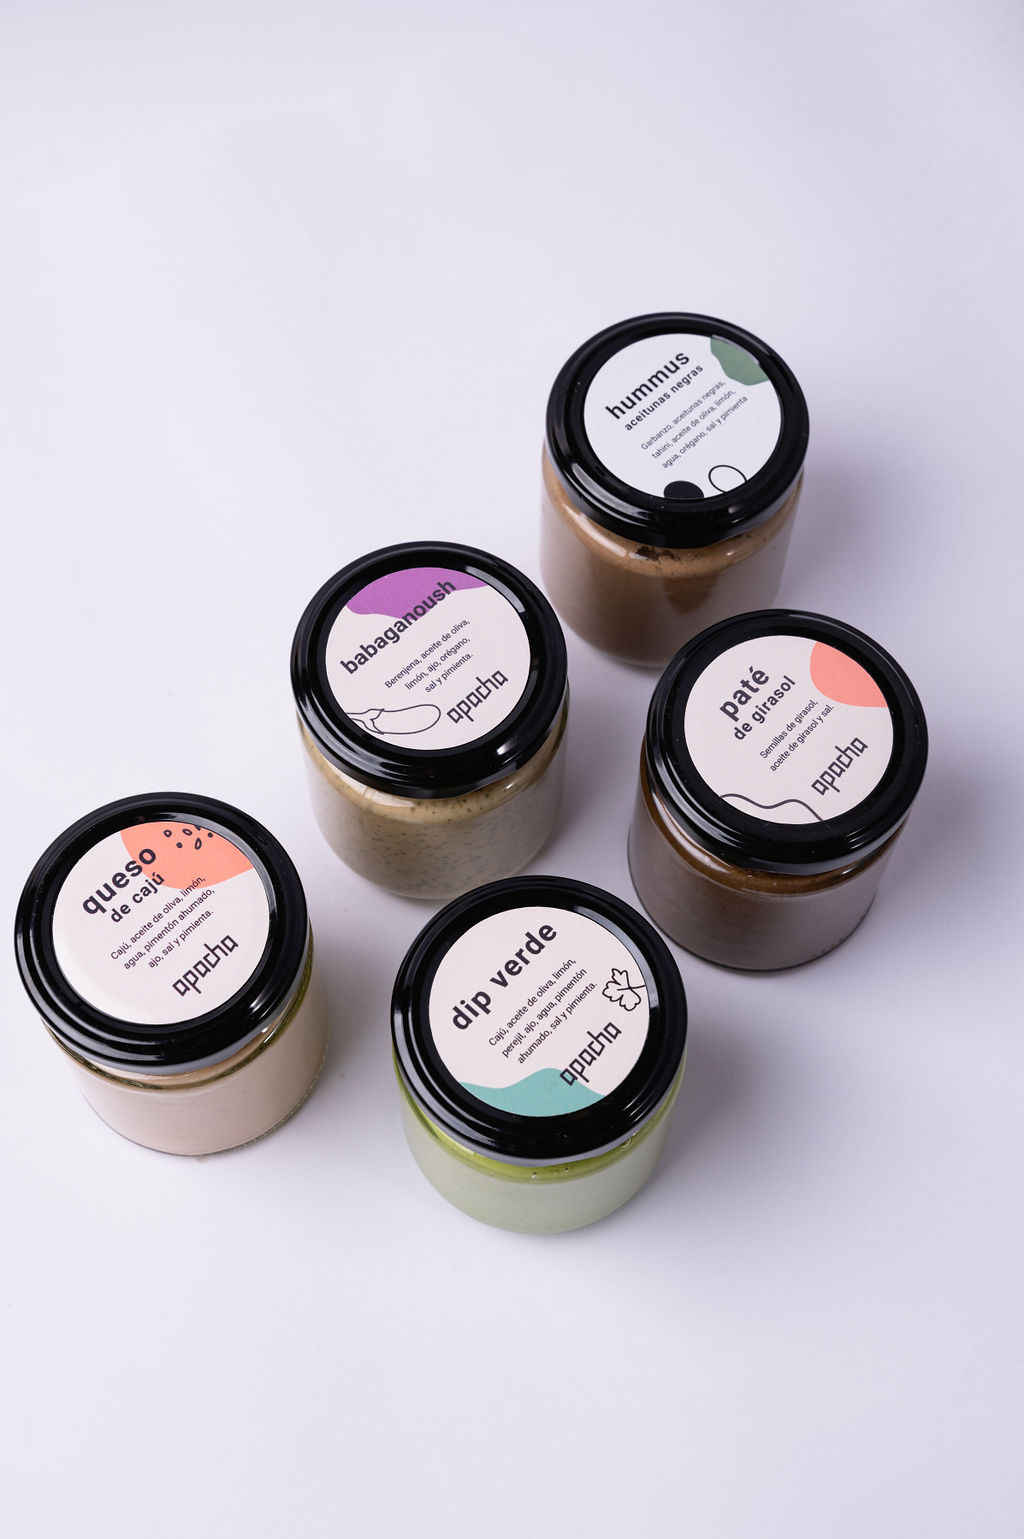 hummus
aceitunas negras
Garbanzo, aceitunas negras,
tahini, aceite de oliva, limón,
agua, orégano, sal y pimienta
babaganoush
Berenjena, aceite de oliva,
limón, ajo, orégano,
sal y pimienta.
apacha
paté
de girasol
Semillas de girasol,
aceite de girasol y sal.
apacha
queso
de cajú
Cajú, aceite de oliva, limón,
agua, pimentón ahumado,
ajo, sal y pimienta.
apacha
dip verde
Cajú, aceite de oliva, limón,
perejil, ajo, agua, pimentón
ahumado, sal y pimienta.
apacha